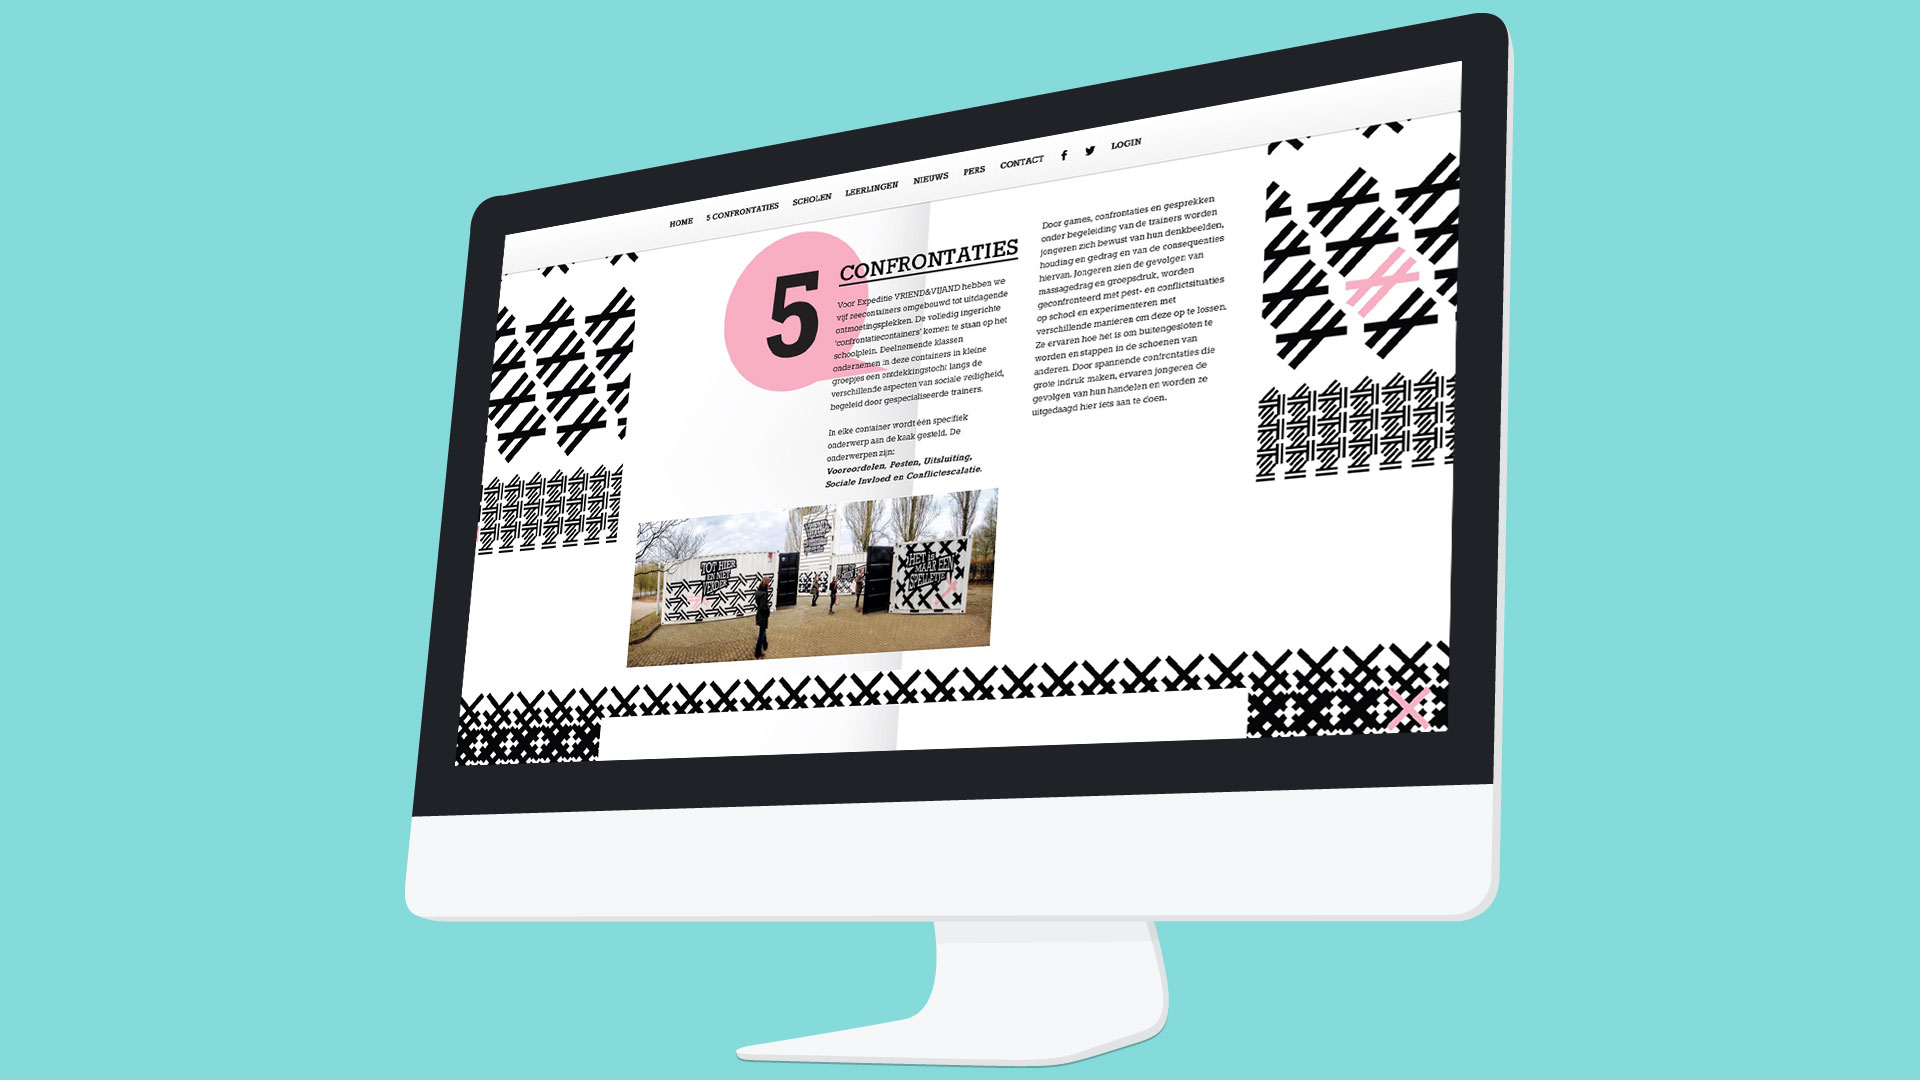 HOME 5 CONFRONTATIES SCHOLEN LEERLINGEN NIEUWS PERS CONTACT LOGIN
5
CONFRONTATIES
Voor Expeditie VRIEND&VIJAND hebben we
vijf zeecontainers omgebouwd tot uitdagende
ontmoetingsplekken. De volledig ingerichte
'confrontatiecontainers' komen te staan op het
schoolplein. Deelnemende klassen
ondernemen in deze containers in kleine
groepjes een ontdekkingstocht langs de
verschillende aspecten van sociale veiligheid,
begeleid door gespecialiseerde trainers.
In elke container wordt één specifiek
onderwerp aan de kaak gesteld. De
onderwerpen zijn:
Vooroordelen, Pesten, Uitsluiting,
Sociale Invloed en Conflictescalatie.
Door games, confrontaties en gesprekken
onder begeleiding van de trainers worden
jongeren zich bewust van hun denkbeelden,
houding en gedrag en van de consequenties
hiervan. Jongeren zien de gevolgen van
massagedrag en groepsdruk, worden
geconfronteerd met pest- en conflictsituaties
op school en experimenteren met
verschillende manieren om deze op te lossen.
Ze ervaren hoe het is om buitengesloten te
worden en stappen in de schoenen van
anderen. Door spannende confrontaties die
grote indruk maken, ervaren jongeren de
gevolgen van hun handelen en worden ze
uitgedaagd hier iets aan te doen.
TOT HIER
EN NIET
VERDER
HET IS
MAAR EEN
SPELLETJE